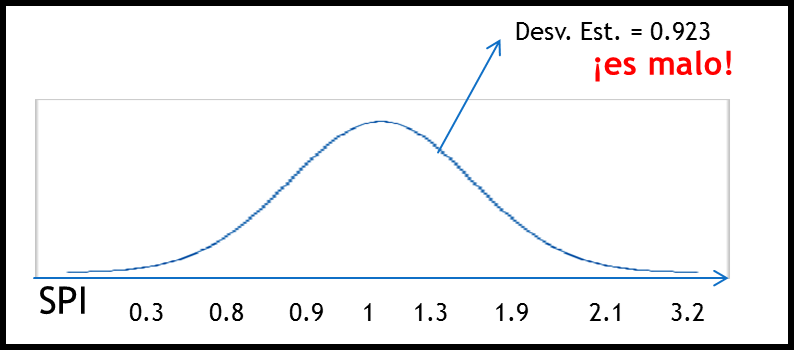 Desv. Est. = 0.923
¡es malo!
SPI
0.3 0.8 0.9 1 1.3 1.9 2.1 3.2